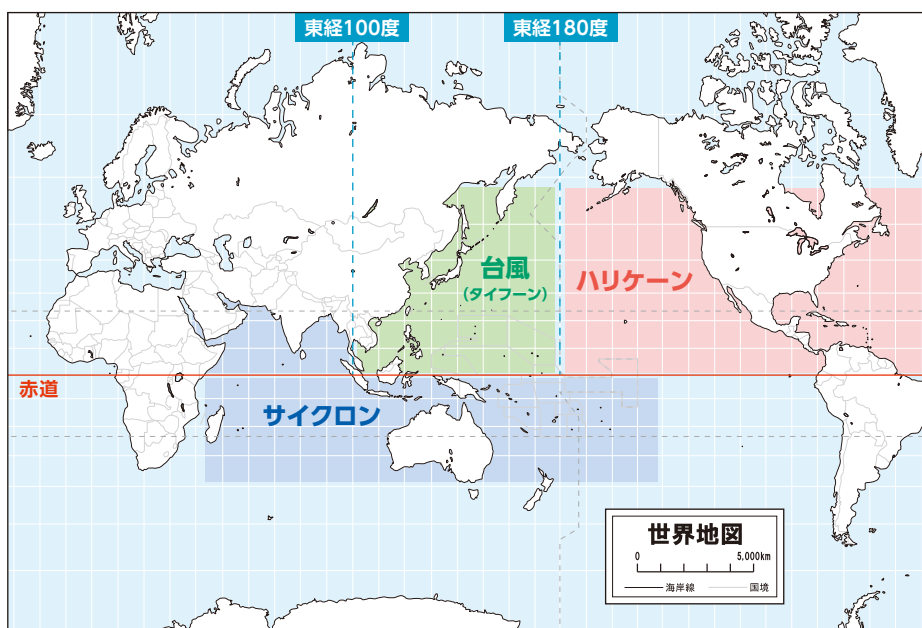 東経100度
東経180度
台風
(タイフーン)
ハリケーン
赤道
サイクロン
世界地図
0
5,000km
海岸線
国境